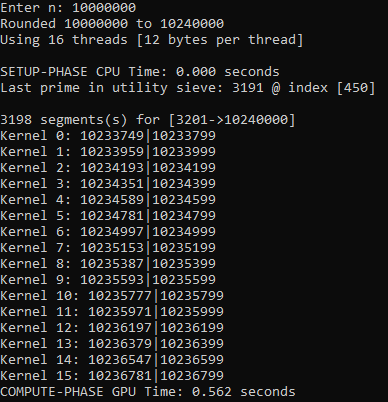 Enter n: 10000000
Rounded 10000000 to 10240000
Using 16 threads [12 bytes per thread]
SETUP-PHASE CPU Time: 0.000 seconds
Last prime in utility sieve: 3191 @ index [450]
3198 segments(s) for [3201->10240000]
Kernel 0: 10233749|10233799
Kernel 1: 10233959|10233999
Kernel 2: 10234193|10234199
Kernel 3: 10234351|10234399
Kernel 4: 10234589|10234599
Kernel 5: 10234781|10234799
Kernel 6: 10234997|10234999
Kernel 7: 10235153|10235199
Kernel 8: 10235387|10235399
Kernel 9: 10235593|10235599
Kernel 10: 10235777|10235799
Kernel 11: 10235971|10235999
Kernel 12: 10236197|10236199
Kernel 13: 10236379|10236399
Kernel 14: 10236547|10236599
Kernel 15: 10236781|10236799
COMPUTE-PHASE GPU Time: 0.562 seconds